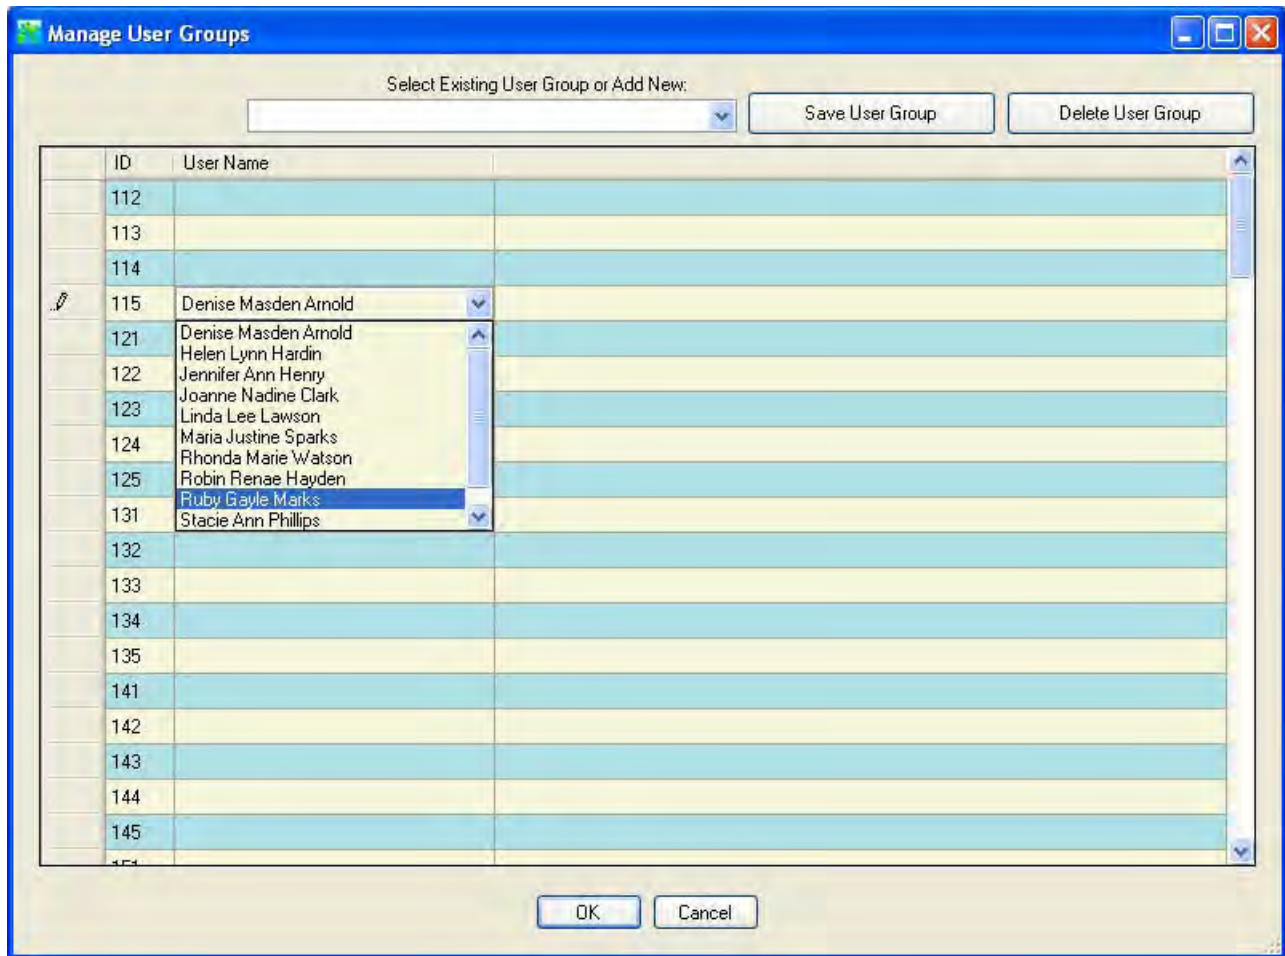 Manage User Groups
Select Existing User Group or Add New:
Save User Group
Delete User Group
ID User Name
112
113
114
115 Denise Masden Arnold
121
122
123
124
125
131
Denise Masden Arnold
Helen Lynn Hardin
Jennifer Ann Henry
Joanne Nadine Clark
Linda Lee Lawson
Maria Justine Sparks
Rhonda Marie Watson
Robin Renae Hayden
Ruby Gayle Marks
Stacie Ann Phillips
132
133
134
135
141
142
143
144
145
OK
Cancel